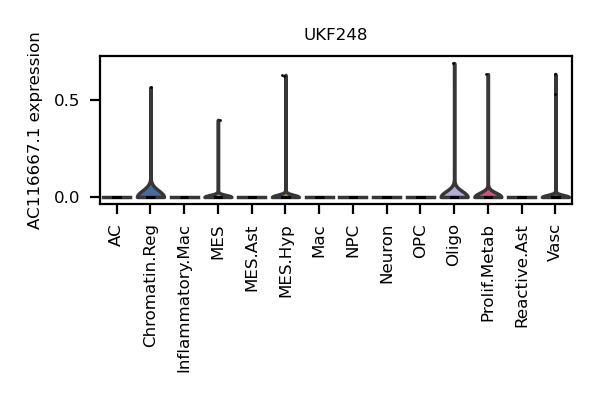 UKF248
AC116667.1 expression
0.5
0.0
AC
Chromatin.Reg
Inflammatory.Mac
MES
MES.Ast
MES.Hyp
Mac
NPC
Neuron
OPC
Oligo
Prolif.Metab
Reactive.Ast
Vasc